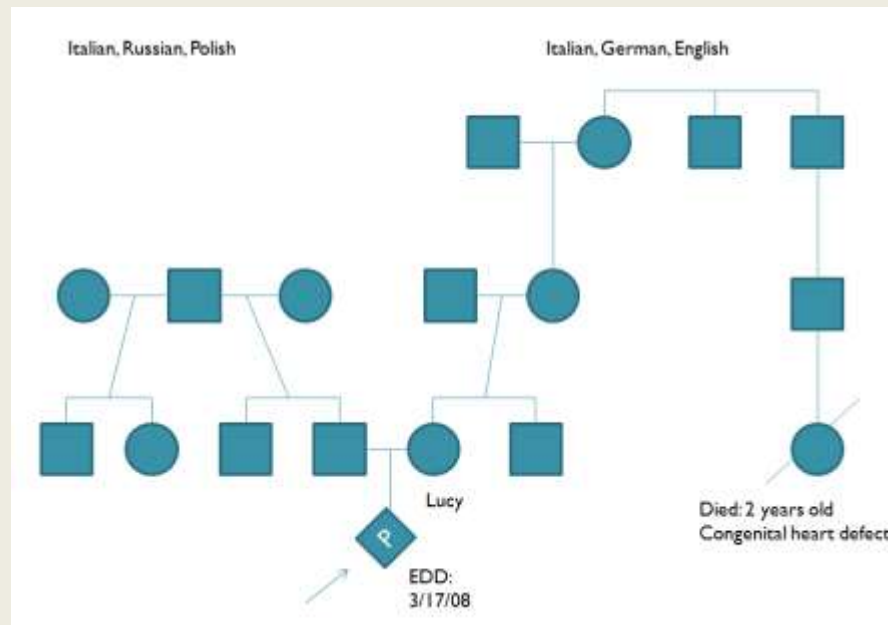 Italian, Russian, Polish
Italian, German, English
Lucy
Died: 2 years old
Congenital heart defect
P
EDD:
3/17/08